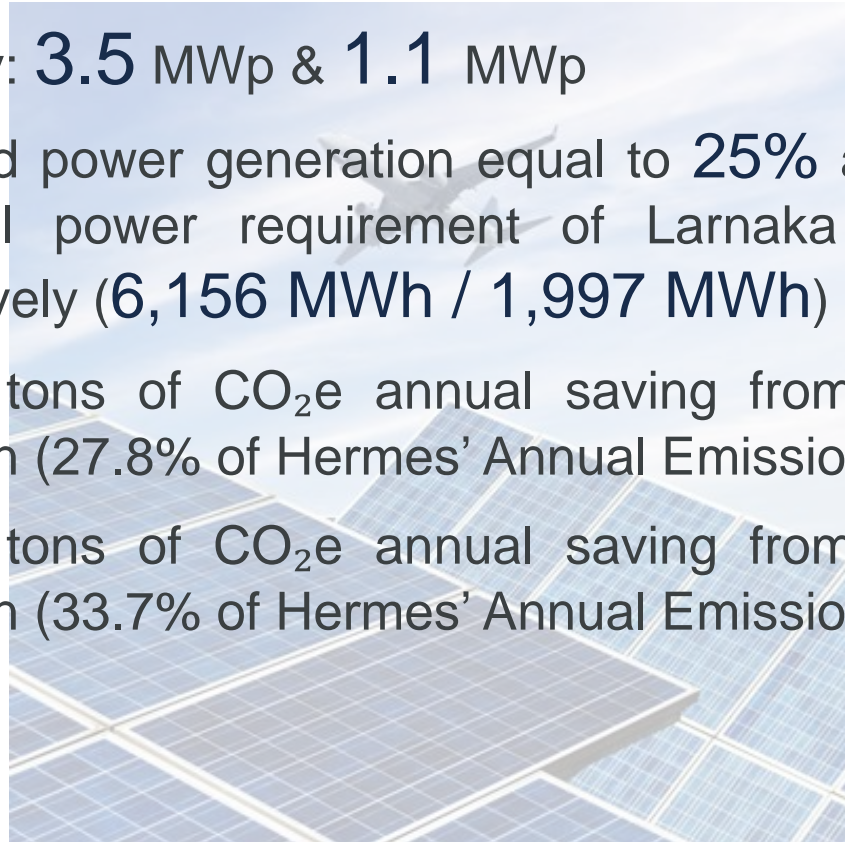 y: 3.5 MWp & 1.1 MWp
d power generation equal to 25% a
l power requirement of Larnaka
vely (6,156 MWh / 1,997 MWh)
tons of CO₂e annual saving from
n (27.8% of Hermes’ Annual Emissio
tons of CO₂e annual saving from
n (33.7% of Hermes’ Annual Emissio